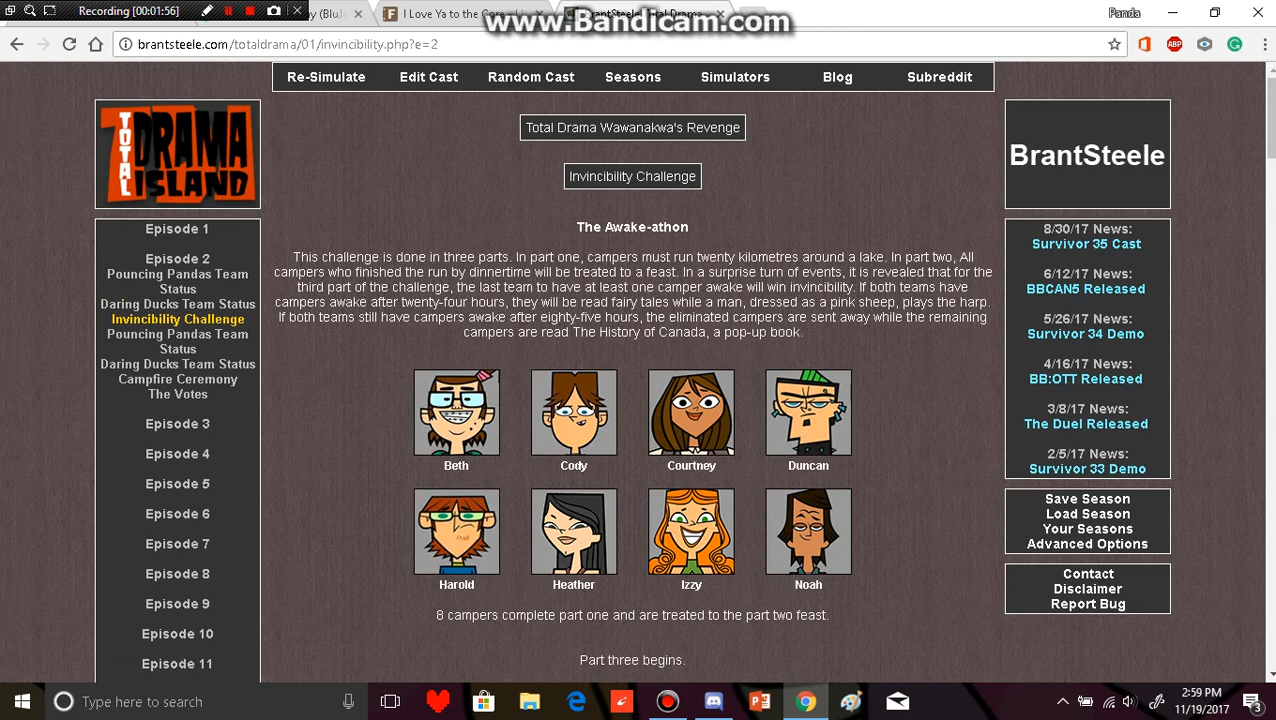 Recording [00:01:56]
(Blul
I Love Ya to the Core - U
BrantSteele Total Drama
www.Bandicam.com
Panda
brantsteele.com/totaldrama/01/invincibility.php?e=2
Re-Simulate Edit Cast Random Cast Seasons Simulators Blog Subreddit
TOTAL DRAMA ISLAND
Total Drama Wawanakwa's Revenge
BrantSteele
Invincibility Challenge
Episode 1
Episode 2
Pouncing Pandas Team
Status
Daring Ducks Team Status
Invincibility Challenge
Pouncing Pandas Team
Status
Daring Ducks Team Status
Campfire Ceremony
The Votes
Episode 3
Episode 4
Episode 5
Episode 6
Episode 7
Episode 8
Episode 9
Episode 10
Episode 11
The Awake-athon
This challenge is done in three parts. In part one, campers must run twenty kilometres around a lake. In part two, All
campers who finished the run by dinnertime will be treated to a feast. In a surprise turn of events, it is revealed that for the
third part of the challenge, the last team to have at least one camper awake will win invincibility. If both teams have
campers awake after twenty-four hours, they will be read fairy tales while a man, dressed as a pink sheep, plays the harp.
If both teams still have campers awake after eighty-five hours, the eliminated campers are sent away while the remaining
campers are read The History of Canada, a pop-up book.
Beth Cody Courtney Duncan
Harold Heather Izzy Noah
8 campers complete part one and are treated to the part two feast.
Part three begins.
8/30/17 News:
Survivor 35 Cast
6/12/17 News:
BBCAN5 Released
5/26/17 News:
Survivor 34 Demo
4/16/17 News:
BB:OTT Released
3/8/17 News:
The Duel Released
2/5/17 News:
Survivor 33 Demo
Save Season
Load Season
Your Seasons
Advanced Options
Contact
Disclaimer
Report Bug
Type here to search
2:59 PM
11/19/2017
3